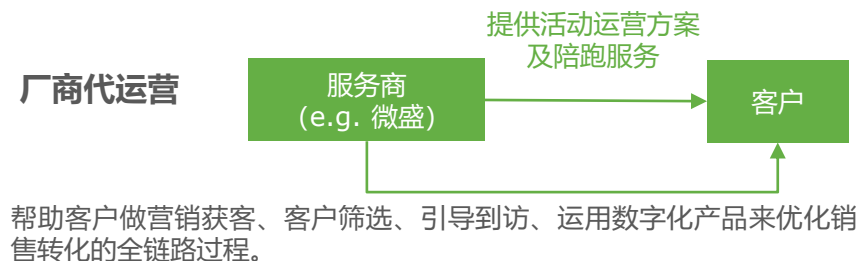 提供活动运营方案
及陪跑服务
厂商代运营
服务商
(e.g. 微盛)
客户
帮助客户做营销获客、客户筛选、引导到访、运用数字化产品来优化销
售转化的全链路过程。